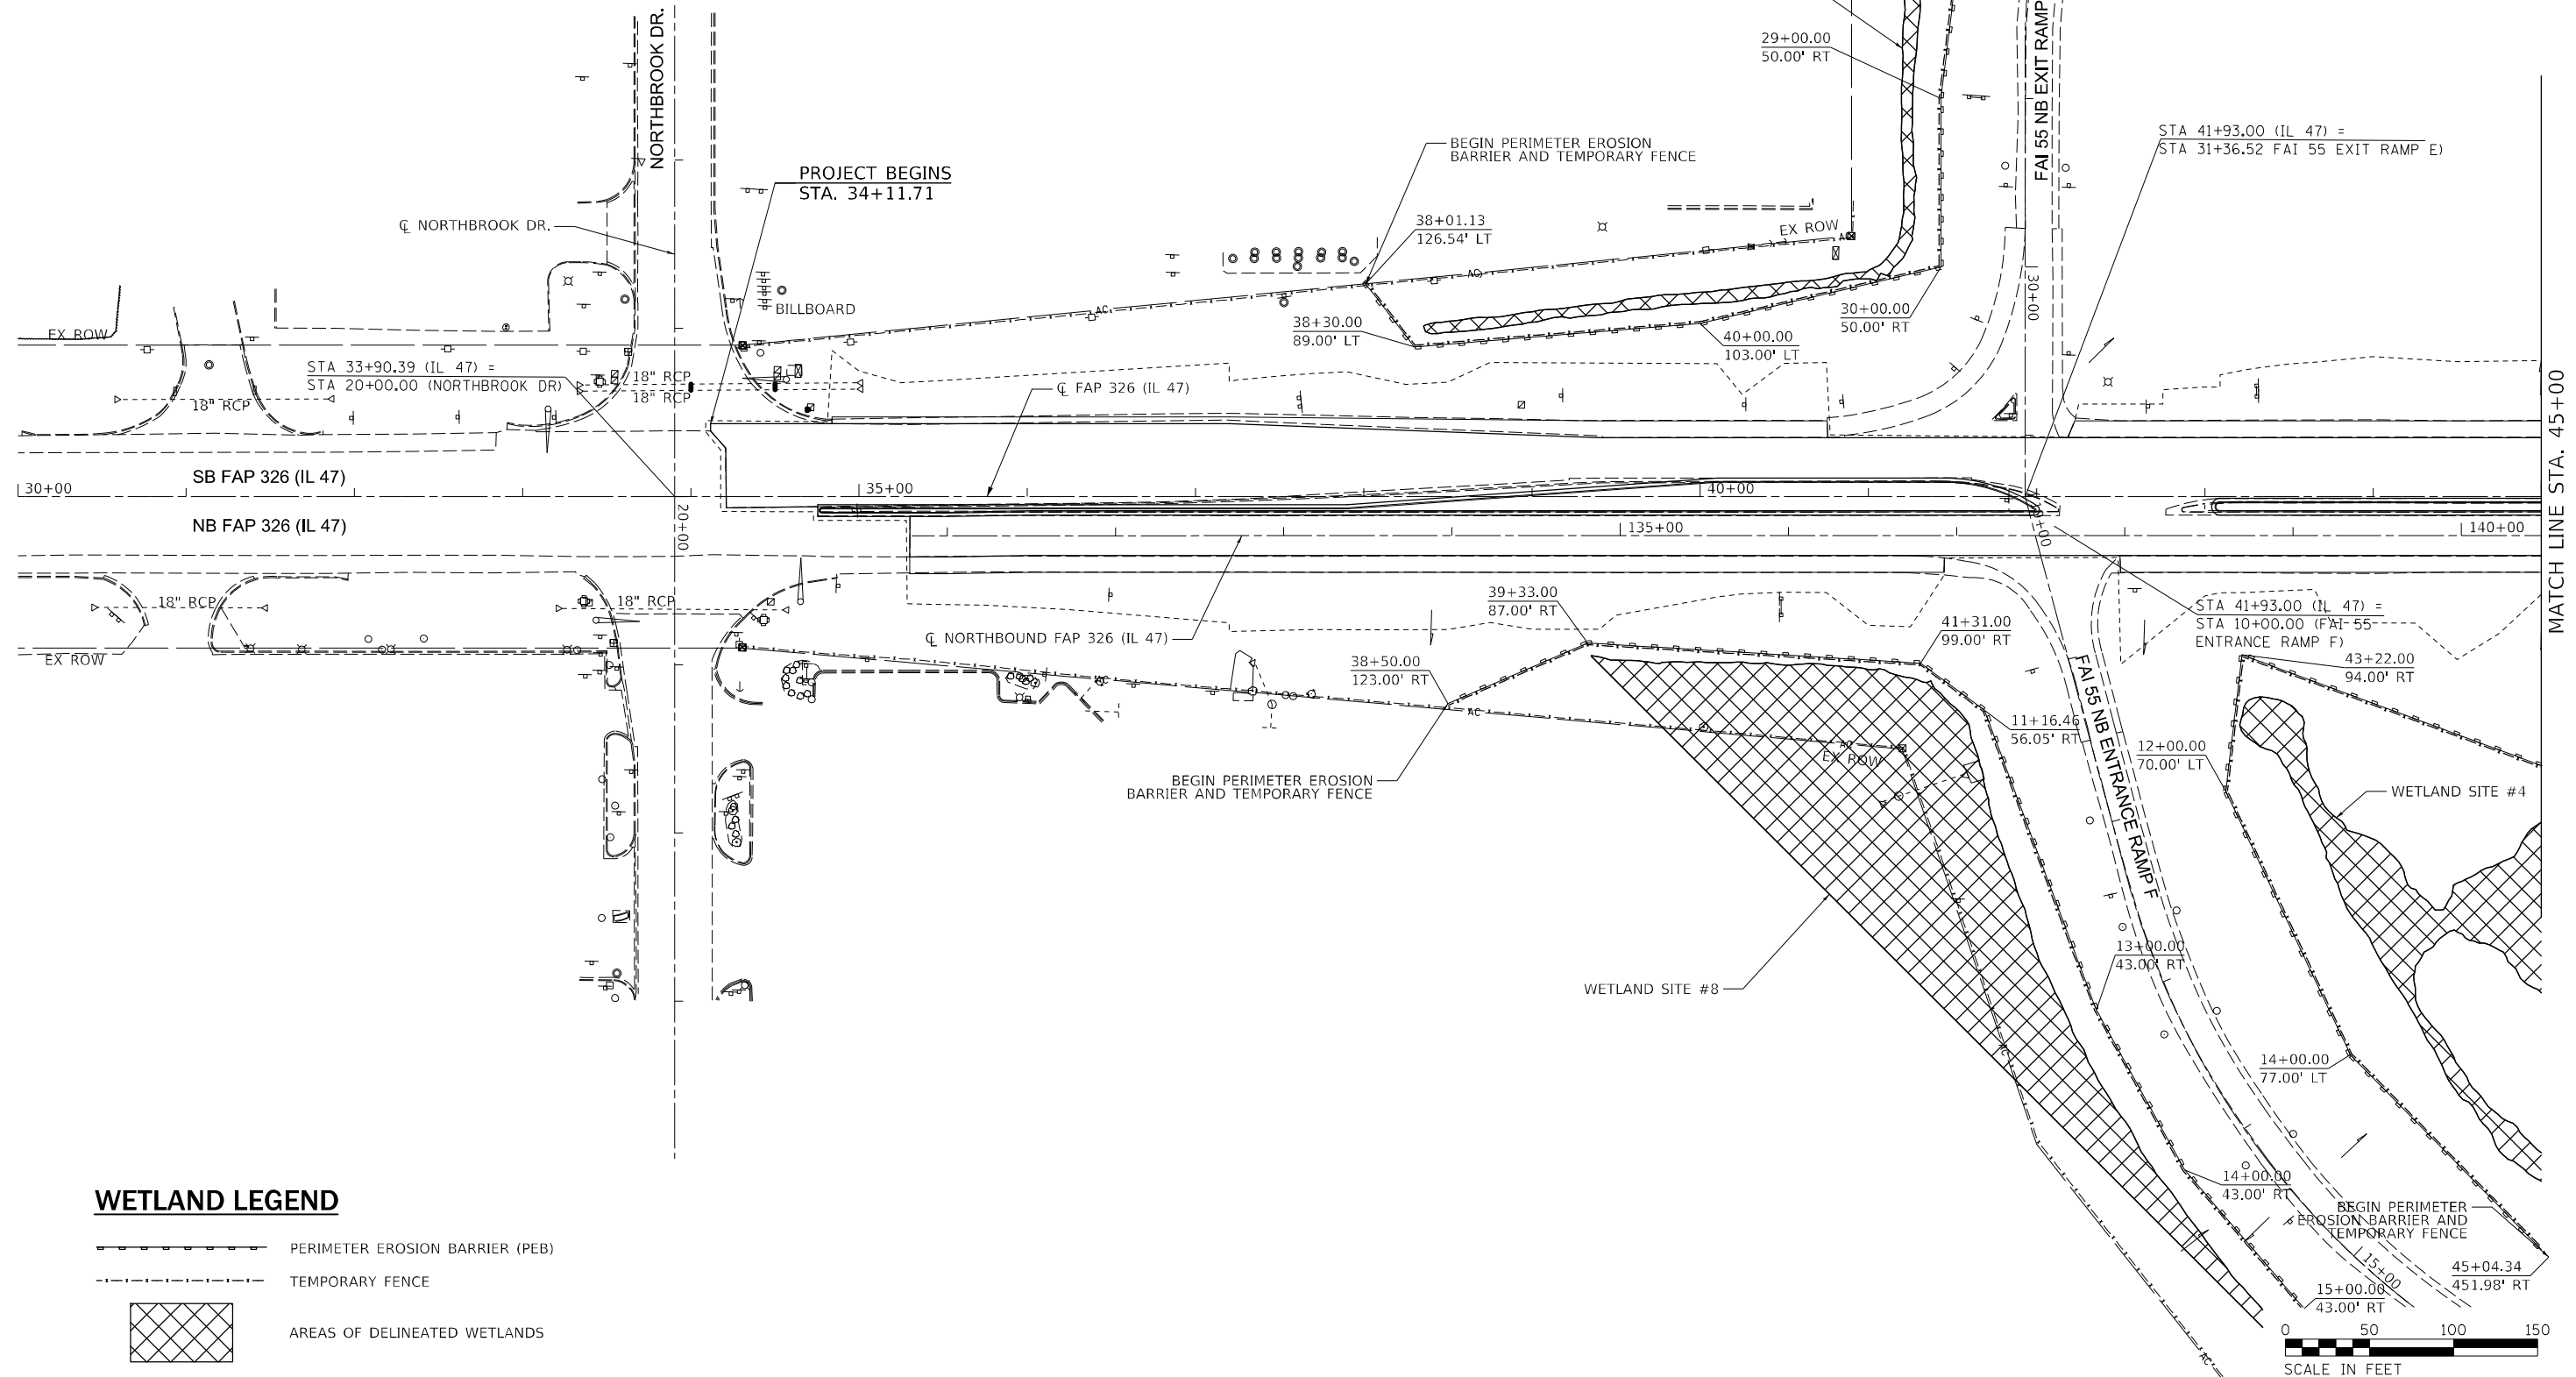 NORTHBROOK DR.
FAI 55 NB EXIT RAMP
29+00.00
50.00' RT
STA 41+93.00 (IL 47) =
STA 31+36.52 FAI 55 EXIT RAMP E)
BEGIN PERIMETER EROSION
BARRIER AND TEMPORARY FENCE
PROJECT BEGINS
STA. 34+11.71
℄ NORTHBROOK DR.
38+01.13
126.54' LT
EX ROW
AC
AC
AC
BILLBOARD
30+00
EX ROW
38+30.00
89.00' LT
30+00.00
50.00' RT
40+00.00
103.00' LT
STA 33+90.39 (IL 47) =
STA 20+00.00 (NORTHBROOK DR)
18" RCP
18" RCP
18" RCP
℄ FAP 326 (IL 47)
MATCH LINE STA. 45+00
SB FAP 326 (IL 47)
30+00
35+00
40+00
NB FAP 326 (IL 47)
20+00
135+00
140+00
18" RCP
18" RCP
39+33.00
87.00' RT
STA 41+93.00 (IL 47) =
STA 10+00.00 (FAI 55
ENTRANCE RAMP F)
℄ NORTHBOUND FAP 326 (IL 47)
41+31.00
99.00' RT
EX ROW
38+50.00
123.00' RT
43+22.00
94.00' RT
AC
AC
AC
EX ROW
11+16.46
56.05' RT
12+00.00
70.00' LT
FAI 55 NB ENTRANCE RAMP F
BEGIN PERIMETER EROSION
BARRIER AND TEMPORARY FENCE
WETLAND SITE #4
13+00.00
43.00' RT
WETLAND SITE #8
AC
14+00.00
77.00' LT
14+00.00
43.00' RT
BEGIN PERIMETER
EROSION BARRIER AND
TEMPORARY FENCE
15+00
45+04.34
451.98' RT
15+00.00
43.00' RT
AC
WETLAND LEGEND
PERIMETER EROSION BARRIER (PEB)
TEMPORARY FENCE
AREAS OF DELINEATED WETLANDS
0 50 100 150
SCALE IN FEET